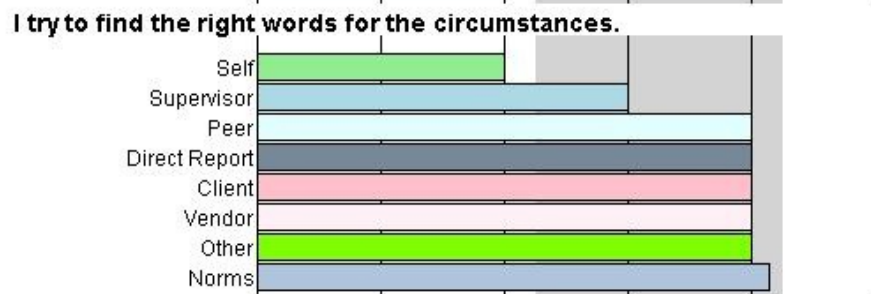 I try to find the right words for the circumstances.
Self
Supervisor
Peer
Direct Report
Client
Vendor
Other
Norms